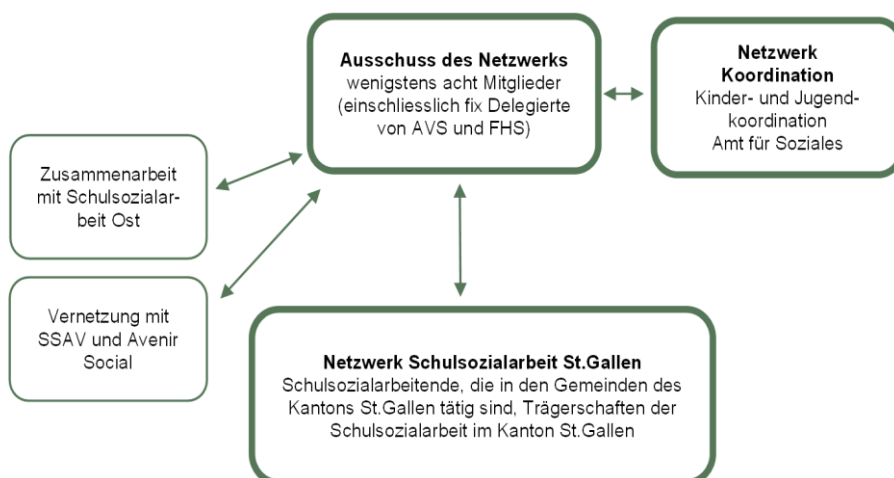 Ausschuss des Netzwerks
wenigstens acht Mitglieder
(einschliesslich fix Delegierte
von AVS und FHS)
Netzwerk
Koordination
Kinder- und Jugend-
koordination
Amt für Soziales
Zusammenarbeit
mit Schulsozialar-
beit Ost
Vernetzung mit
SSAV und Avenir
Social
Netzwerk Schulsozialarbeit St.Gallen
Schulsozialarbeitende, die in den Gemeinden des
Kantons St.Gallen tätig sind, Trägerschaften der
Schulsozialarbeit im Kanton St.Gallen